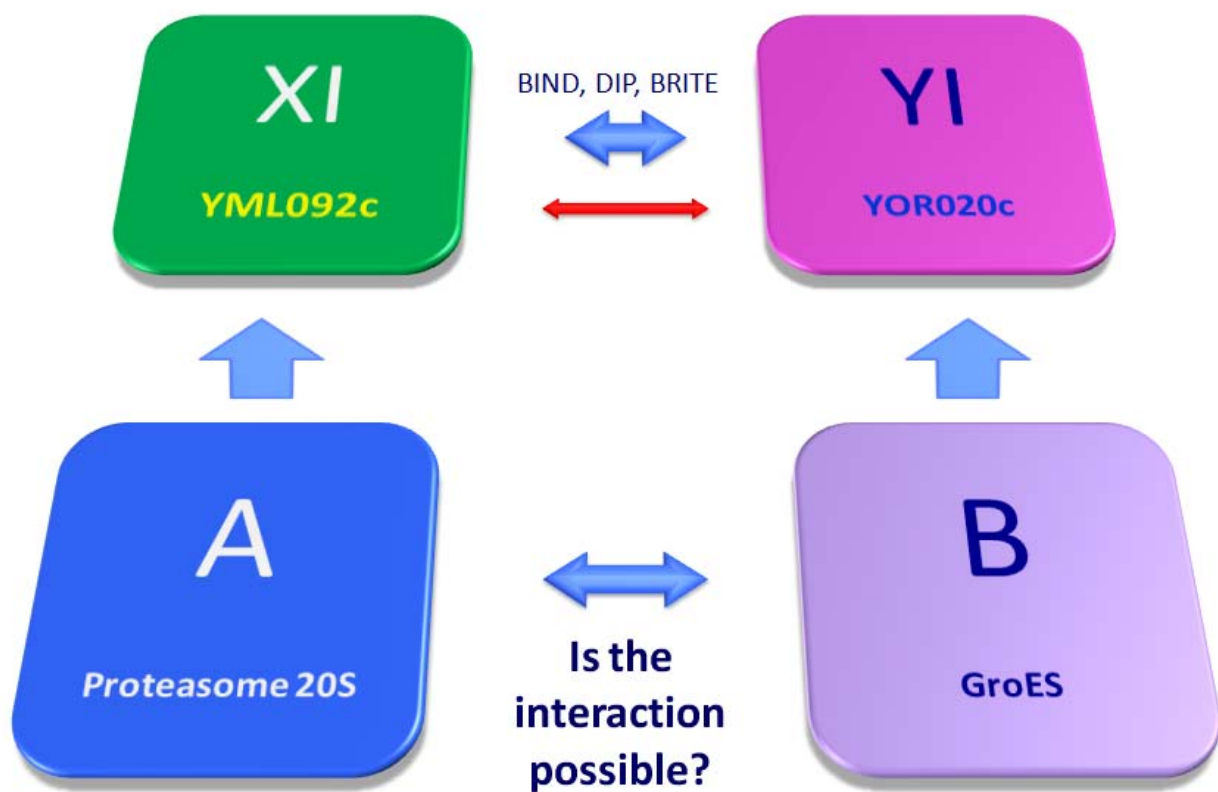 XI
YML092c
BIND, DIP, BRITE
YI
YOR020c
A
Proteasome 20S
Is the
interaction
possible?
B
GroES